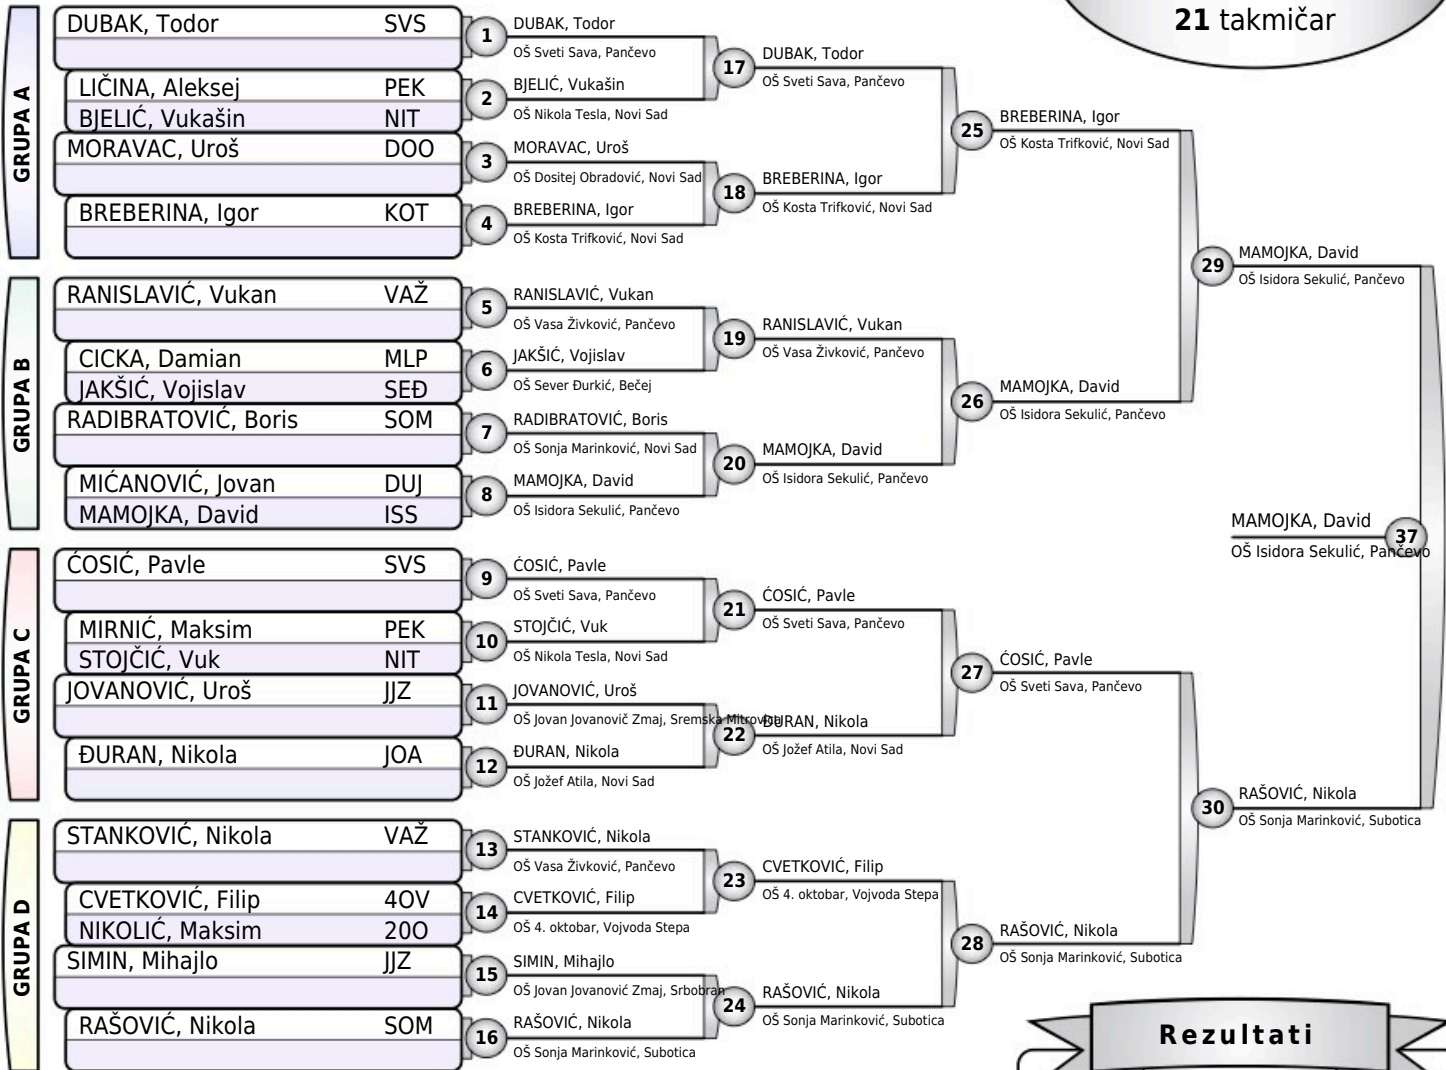 21 takmičar
GRUPA A
DUBAK, Todor SVS
LIČINA, Aleksej PEK
BJELIĆ, Vukašin NIT
MORAVAC, Uroš DOO
BREBERINA, Igor KOT
GRUPA B
RANISLAVIĆ, Vukan VAŽ
CICKA, Damian MLP
JAKŠIĆ, Vojislav SEĐ
RADIBRATOVIĆ, Boris SOM
MIĆANOVIĆ, Jovan DUJ
MAMOJKA, David ISS
GRUPA C
ĆOSIĆ, Pavle SVS
MIRNIĆ, Maksim PEK
STOJČIĆ, Vuk NIT
JOVANOVIĆ, Uroš JJZ
ĐURAN, Nikola JOA
GRUPA D
STANKOVIĆ, Nikola VAŽ
CVETKOVIĆ, Filip 4OV
NIKOLIĆ, Maksim 20O
SIMIN, Mihajlo JJZ
RAŠOVIĆ, Nikola SOM
1 DUBAK, Todor
OŠ Sveti Sava, Pančevo
2 BJELIĆ, Vukašin
OŠ Nikola Tesla, Novi Sad
3 MORAVAC, Uroš
OŠ Dositej Obradović, Novi Sad
4 BREBERINA, Igor
OŠ Kosta Trifković, Novi Sad
5 RANISLAVIĆ, Vukan
OŠ Vasa Živković, Pančevo
6 JAKŠIĆ, Vojislav
OŠ Sever Đurkić, Bečej
7 RADIBRATOVIĆ, Boris
OŠ Sonja Marinković, Novi Sad
8 MAMOJKA, David
OŠ Isidora Sekulić, Pančevo
9 ĆOSIĆ, Pavle
OŠ Sveti Sava, Pančevo
10 STOJČIĆ, Vuk
OŠ Nikola Tesla, Novi Sad
11 JOVANOVIĆ, Uroš
OŠ Jovan Jovanovič Zmaj, Sremska Mitrovica
12 ĐURAN, Nikola
OŠ Jožef Atila, Novi Sad
13 STANKOVIĆ, Nikola
OŠ Vasa Živković, Pančevo
14 CVETKOVIĆ, Filip
OŠ 4. oktobar, Vojvoda Stepa
15 SIMIN, Mihajlo
OŠ Jovan Jovanović Zmaj, Srbobran
16 RAŠOVIĆ, Nikola
OŠ Sonja Marinković, Subotica
17 DUBAK, Todor
OŠ Sveti Sava, Pančevo
18 BREBERINA, Igor
OŠ Kosta Trifković, Novi Sad
19 RANISLAVIĆ, Vukan
OŠ Vasa Živković, Pančevo
20 MAMOJKA, David
OŠ Isidora Sekulić, Pančevo
21 ĆOSIĆ, Pavle
OŠ Sveti Sava, Pančevo
22 ĐURAN, Nikola
OŠ Jožef Atila, Novi Sad
23 CVETKOVIĆ, Filip
OŠ 4. oktobar, Vojvoda Stepa
24 RAŠOVIĆ, Nikola
OŠ Sonja Marinković, Subotica
25 BREBERINA, Igor
OŠ Kosta Trifković, Novi Sad
26 MAMOJKA, David
OŠ Isidora Sekulić, Pančevo
27 ĆOSIĆ, Pavle
OŠ Sveti Sava, Pančevo
28 RAŠOVIĆ, Nikola
OŠ Sonja Marinković, Subotica
29 MAMOJKA, David
OŠ Isidora Sekulić, Pančevo
30 RAŠOVIĆ, Nikola
OŠ Sonja Marinković, Subotica
MAMOJKA, David 37
OŠ Isidora Sekulić, Pančevo
Rezultati